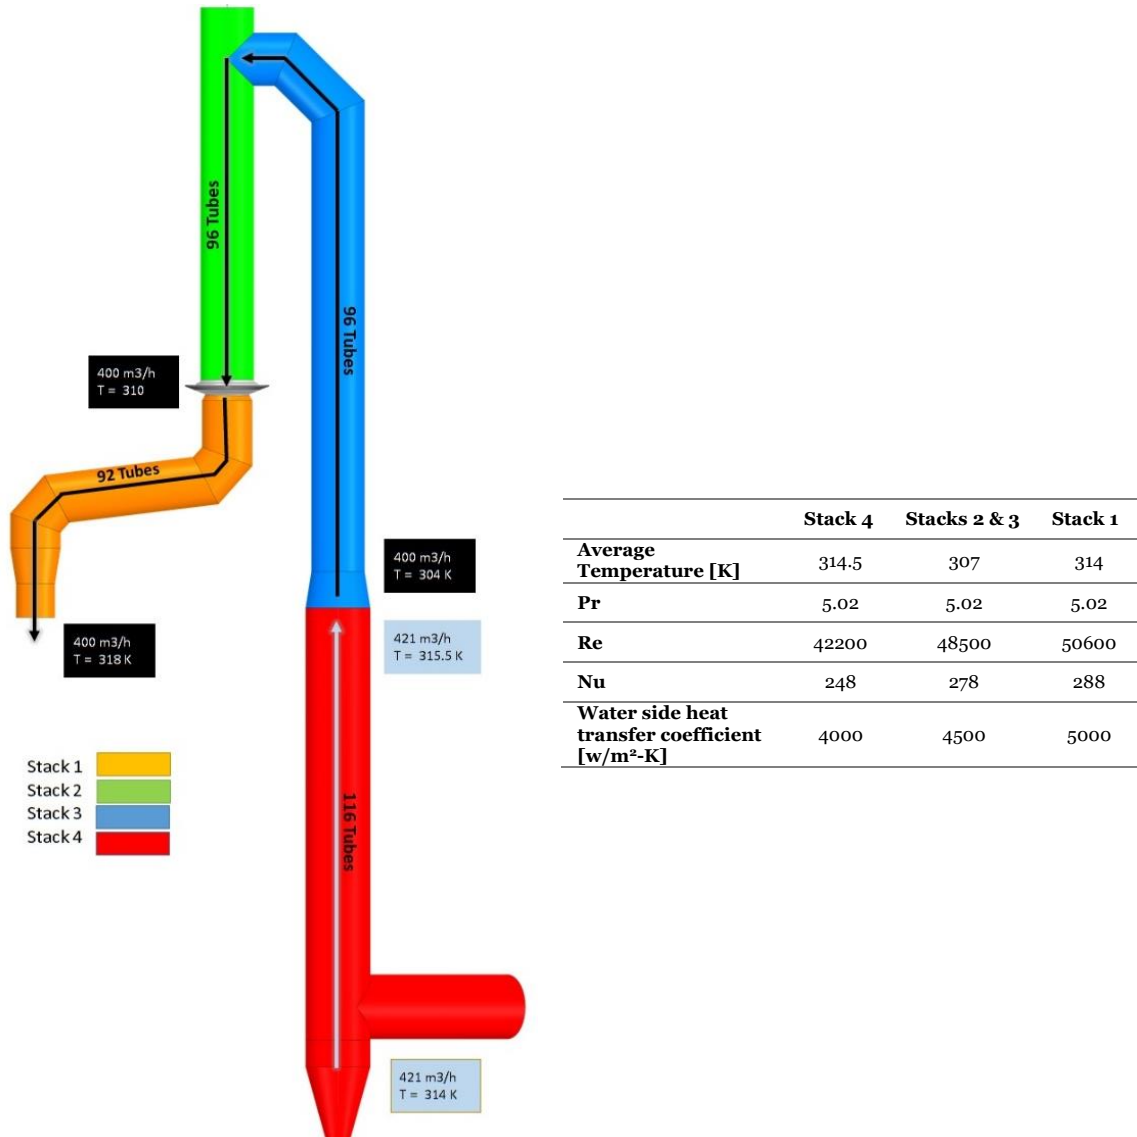 96 Tubes
96 Tubes
400 m3/h
T = 310
92 Tubes
400 m3/h
T = 304 K
400 m3/h
T = 318 K
421 m3/h
T = 315.5 K
Stack 1
Stack 2
Stack 3
Stack 4
116 Tubes
421 m3/h
T = 314 K
Stack 4 Stacks 2 & 3 Stack 1
Average
Temperature [K] 314.5 307 314
Pr 5.02 5.02 5.02
Re 42200 48500 50600
Nu 248 278 288
Water side heat
transfer coefficient 4000 4500 5000
[w/m²-K]